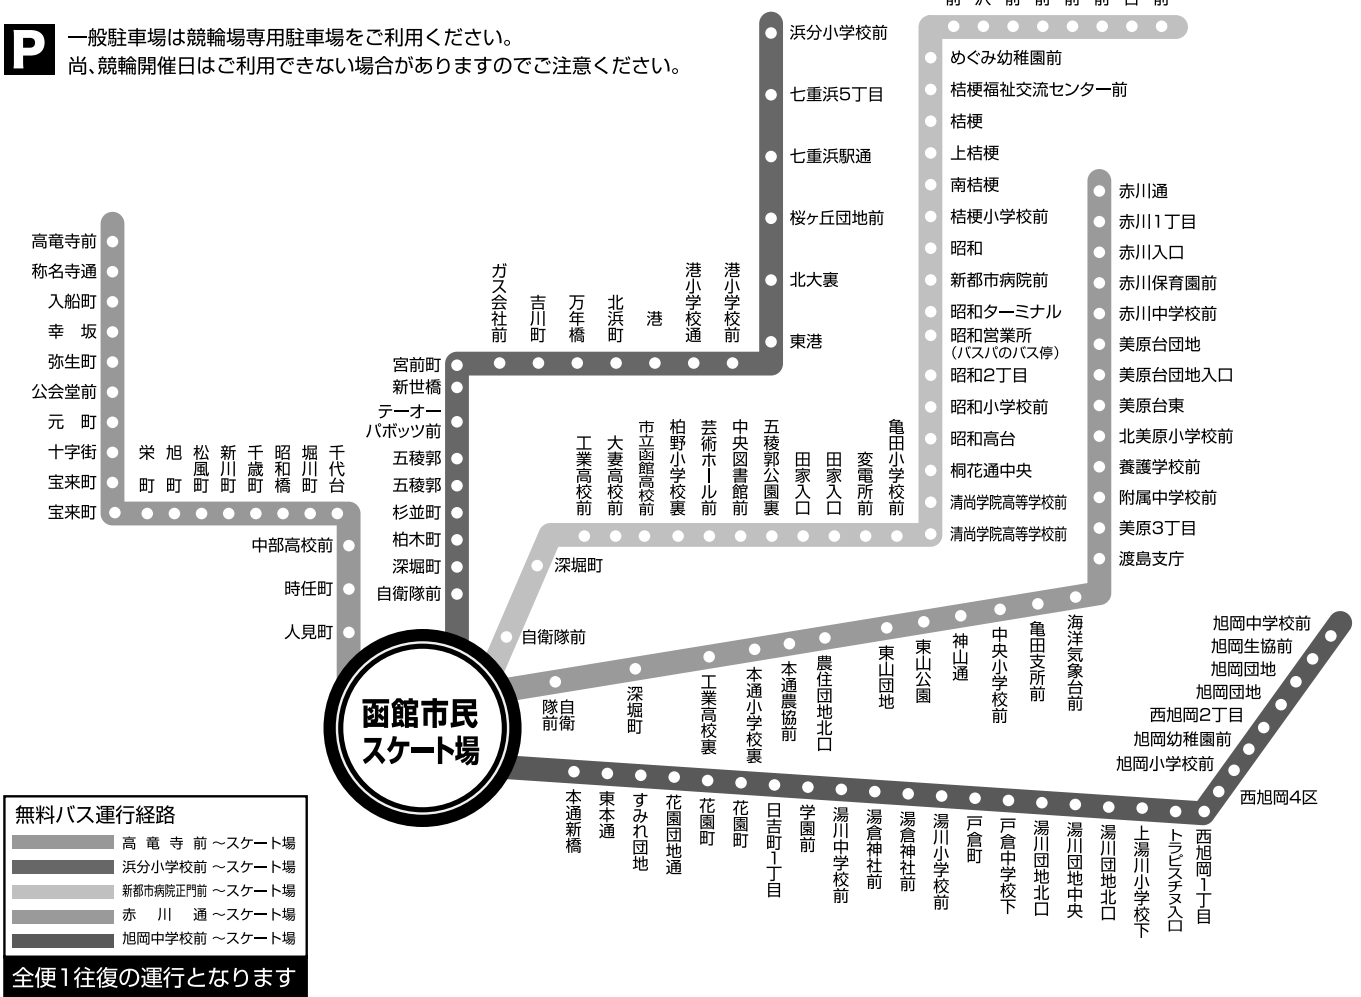 P
一般駐車場は競輪場専用駐車場をご利用ください。
尚、競輪開催日はご利用できない場合がありますのでご注意ください。
高竜寺前
称名寺通
入船町
幸　坂
弥生町
公会堂前
元　町
十字街
宝来町
宝来町
栄町
旭町
松風町
新川町
千歳町
昭和橋
堀川町
千代台
中部高校前
時任町
人見町
浜分小学校前
七重浜5丁目
七重浜駅通
桜ヶ丘団地前
北大裏
東港
港小学校前
港小学校通
港
北浜町
万年橋
吉川町
ガス会社前
宮前町
新世橋
テーオー
パボッツ前
五稜郭
五稜郭
杉並町
柏木町
深堀町
自衛隊前
めぐみ幼稚園前
桔梗福祉交流センター前
桔梗
上桔梗
南桔梗
桔梗小学校前
昭和
新都市病院前
昭和ターミナル
昭和営業所
（バスパのバス停）
昭和2丁目
昭和小学校前
昭和高台
桐花通中央
清尚学院高等学校前
清尚学院高等学校前
亀田小学校前
変電所前
田家入口
田家入口
五稜郭公園裏
中央図書館前
芸術ホール前
柏野小学校裏
市立函館高校前
大妻高校前
工業高校前
深堀町
自衛隊前
赤川通
赤川1丁目
赤川入口
赤川保育園前
赤川中学校前
美原台団地
美原台団地入口
美原台東
北美原小学校前
養護学校前
附属中学校前
美原3丁目
渡島支庁
海洋気象台前
亀田支所前
中央小学校前
神山通
東山公園
東山団地
農住団地北口
本通農協前
本通小学校裏
工業高校裏
深堀町
自衛隊前
旭岡中学校前
旭岡生協前
旭岡団地
旭岡団地
西旭岡2丁目
旭岡幼稚園前
旭岡小学校前
西旭岡4区
西旭岡1丁目
トラピスチヌ入口
上湯川小学校下
湯川団地北口
湯川団地中央
湯川団地北口
戸倉中学校下
戸倉町
湯川小学校前
湯倉神社前
湯倉神社前
湯川中学校前
学園前
日吉町1丁目
花園町
花園町
花園団地通
すみれ団地
東本通
本通新橋
函館市民
スケート場
無料バス運行経路
高竜寺前～スケート場
浜分小学校前～スケート場
新都市病院正門前～スケート場
赤川通～スケート場
旭岡中学校前～スケート場
全便1往復の運行となります